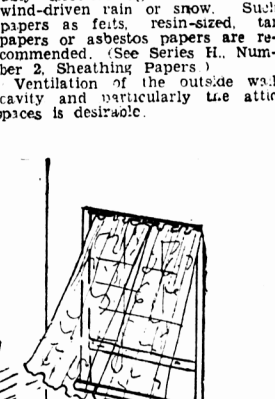 wind-driven rain or snow. Such
papers as felts, resin-sized, tar
papers or asbestos papers are re-
commended. (See Series H., Num-
ber 2, Sheathing Papers.)
Ventilation of the outside wall
cavity and particularly the attic
spaces is desirable.